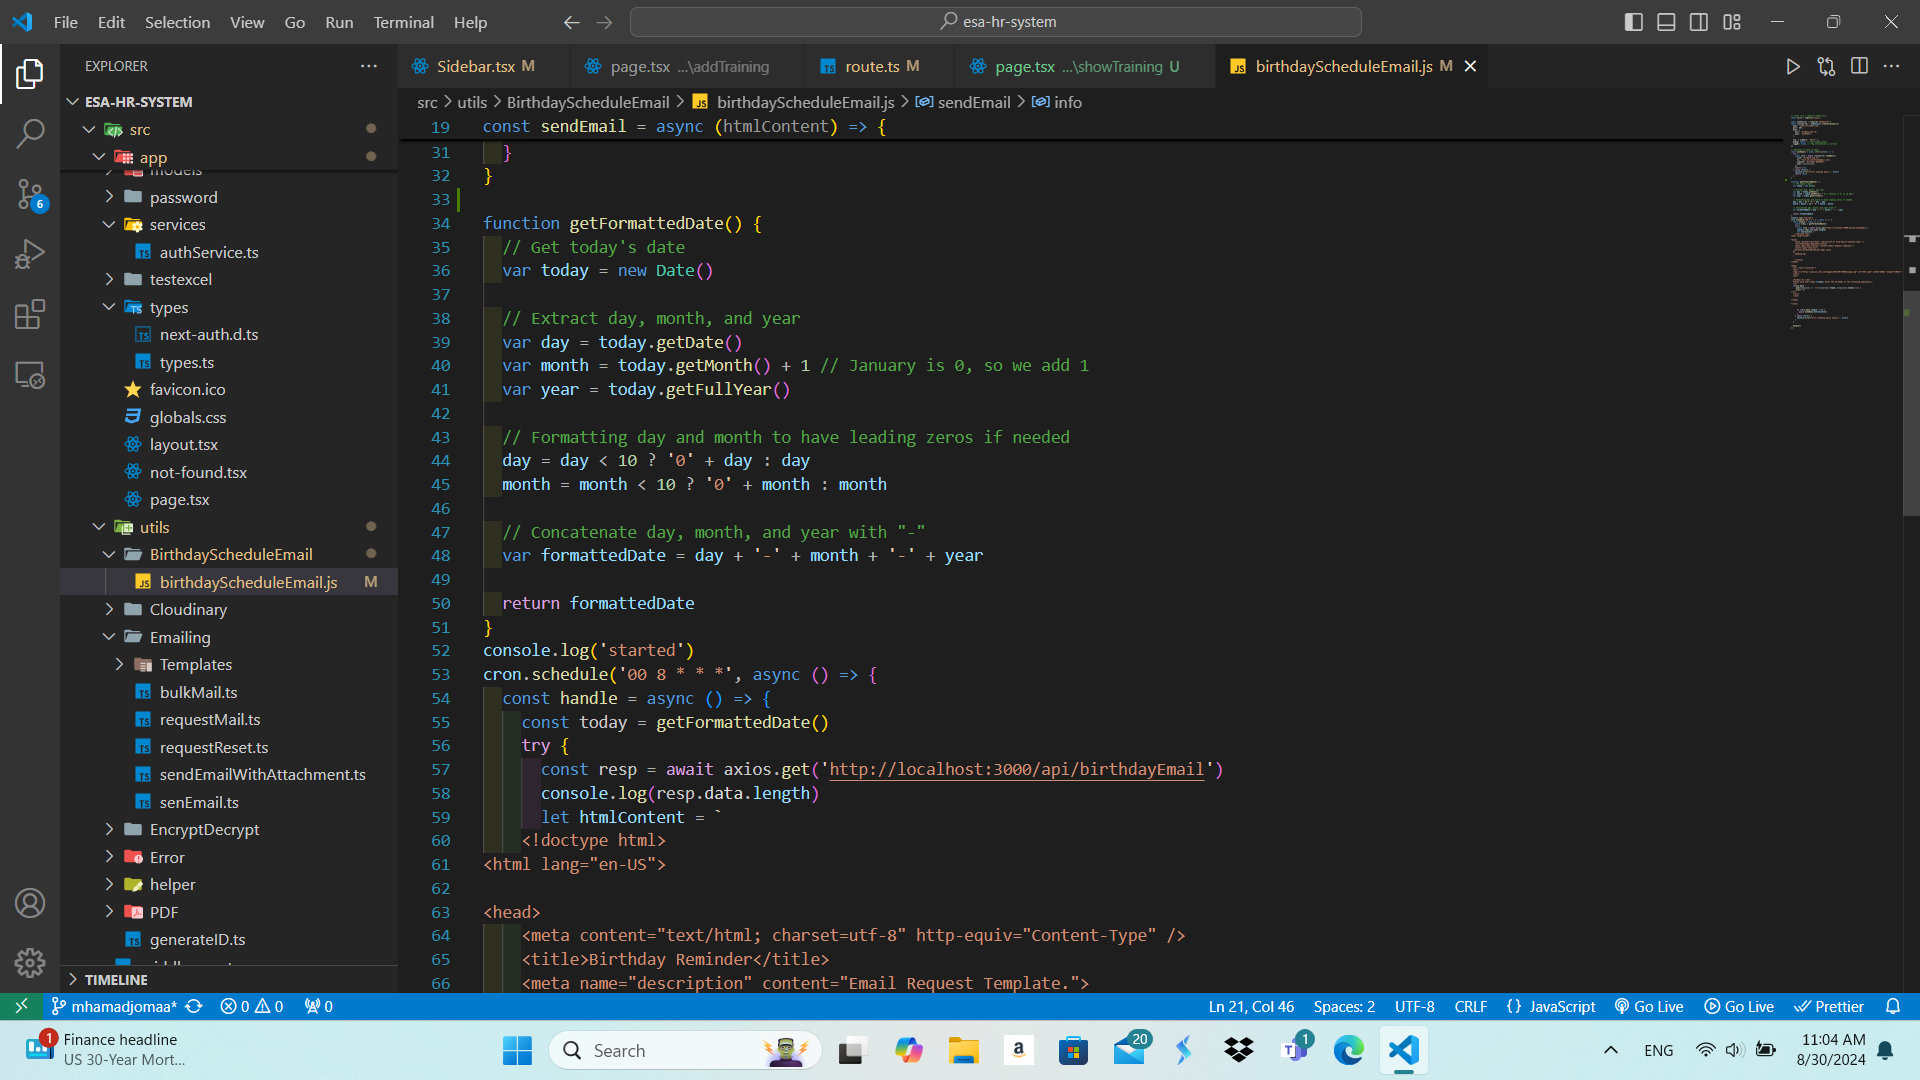 File Edit Selection View Go Run Terminal Help
esa-hr-system
EXPLORER
ESA-HR-SYSTEM
src
app
models
password
services
authService.ts
testexcel
types
next-auth.d.ts
types.ts
favicon.ico
globals.css
layout.tsx
not-found.tsx
page.tsx
utils
BirthdayScheduleEmail
birthdayScheduleEmail.js M
Cloudinary
Emailing
Templates
bulkMail.ts
requestMail.ts
requestReset.ts
sendEmailWithAttachment.ts
senEmail.ts
EncryptDecrypt
Error
helper
PDF
generateID.ts
TIMELINE
Sidebar.tsx M page.tsx ...\addTraining route.ts M page.tsx ...\showTraining U birthdayScheduleEmail.js M
src > utils > BirthdayScheduleEmail > birthdayScheduleEmail.js > sendEmail > info
19 const sendEmail = async (htmlContent) => {
31 }
32 }
33
34 function getFormattedDate() {
35 // Get today's date
36 var today = new Date()
37
38 // Extract day, month, and year
39 var day = today.getDate()
40 var month = today.getMonth() + 1 // January is 0, so we add 1
41 var year = today.getFullYear()
42
43 // Formatting day and month to have leading zeros if needed
44 day = day < 10 ? '0' + day : day
45 month = month < 10 ? '0' + month : month
46
47 // Concatenate day, month, and year with "-"
48 var formattedDate = day + '-' + month + '-' + year
49
50 return formattedDate
51 }
52 console.log('started')
53 cron.schedule('00 8 * * *', async () => {
54 const handle = async () => {
55 const today = getFormattedDate()
56 try {
57 const resp = await axios.get('http://localhost:3000/api/birthdayEmail')
58 console.log(resp.data.length)
59 let htmlContent = `
60 <!doctype html>
61 <html lang="en-US">
62
63 <head>
64 <meta content="text/html; charset=utf-8" http-equiv="Content-Type" />
65 <title>Birthday Reminder</title>
66 <meta name="description" content="Email Request Template.">
6
mhamadjomaa* 0 0 0
Ln 21, Col 46 Spaces: 2 UTF-8 CRLF {} JavaScript Go Live Go Live Prettier
1 Finance headline
US 30-Year Mort...
Search
20
1
ENG
11:04 AM
8/30/2024